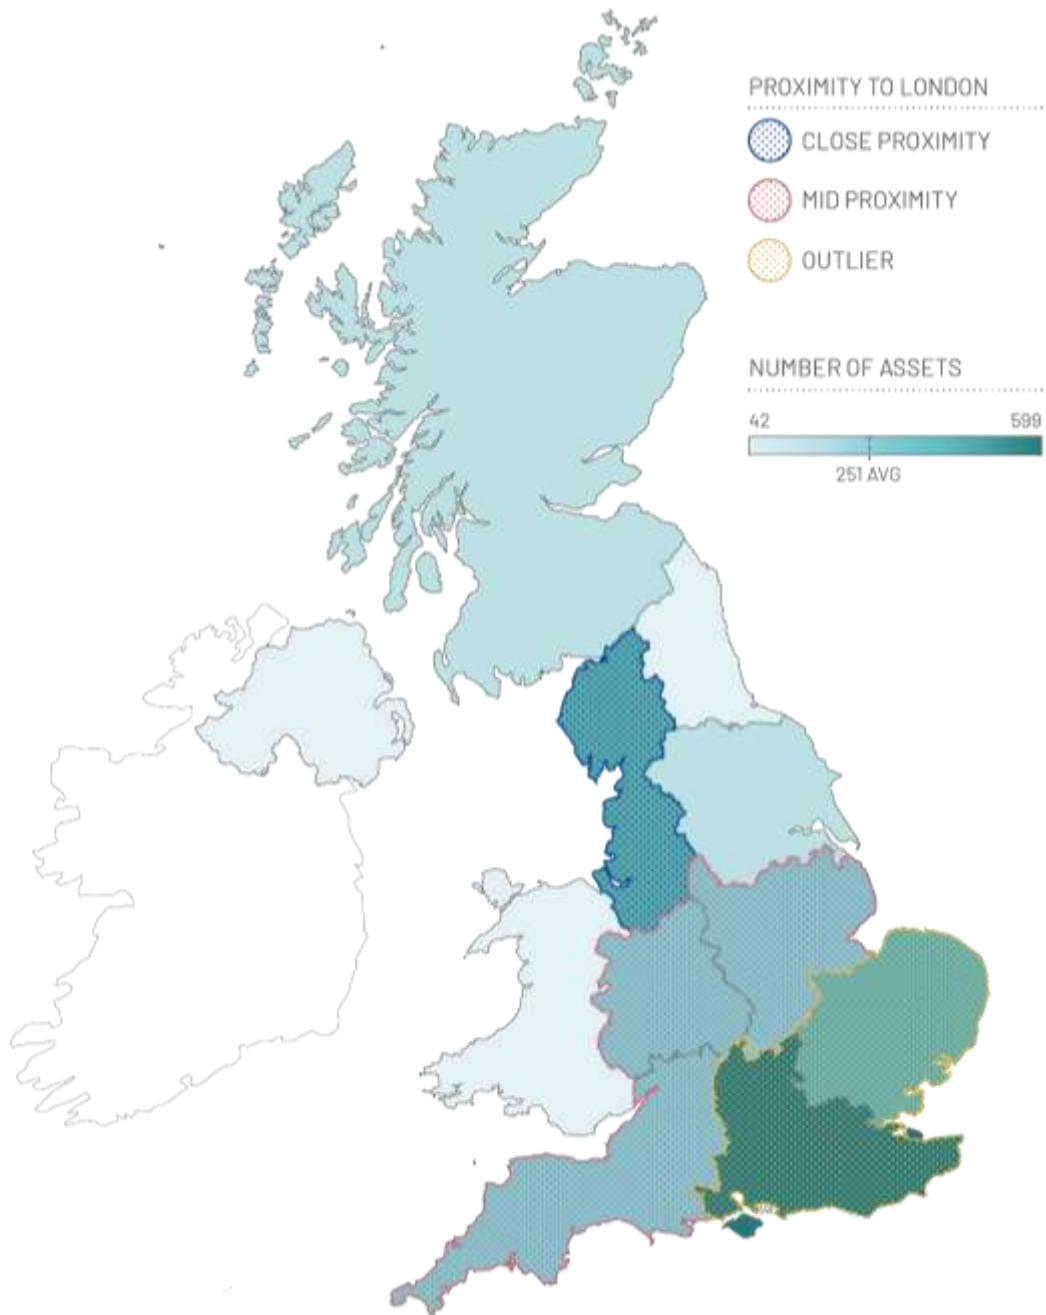 PROXIMITY TO LONDON
CLOSE PROXIMITY
MID PROXIMITY
OUTLIER
NUMBER OF ASSETS
42 599
251 AVG